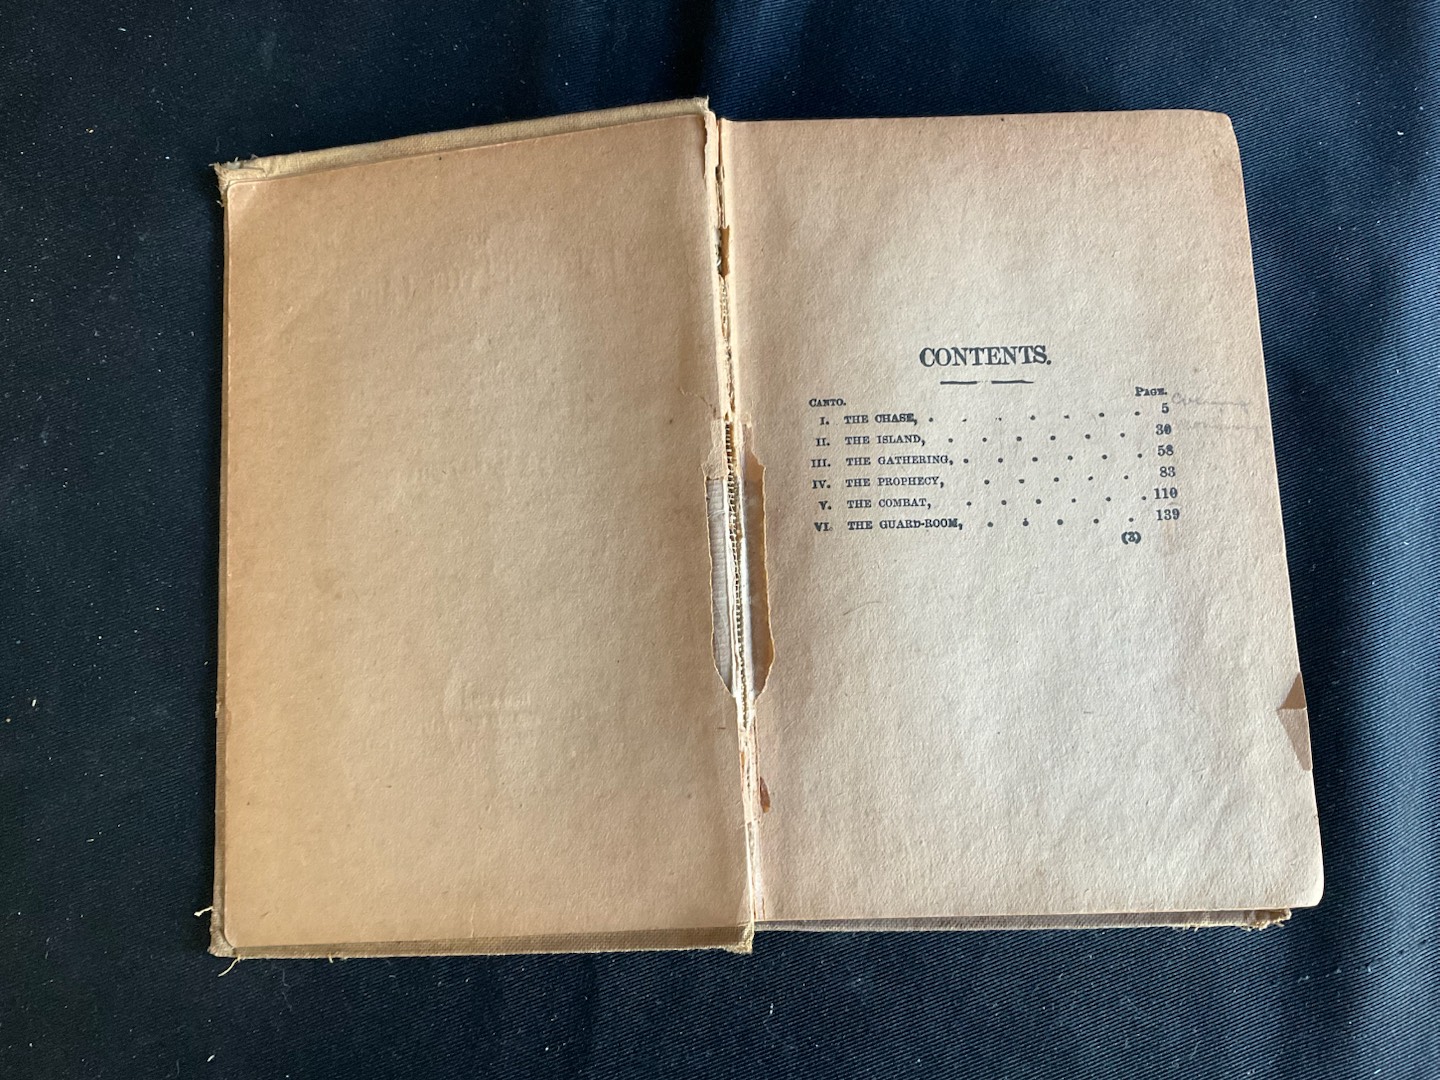 CONTENTS.
CANTO. PAGE.
I. THE CHASE, . . . . . . 5
II. THE ISLAND, . . . . . 30
III. THE GATHERING, . . . . . 58
IV. THE PROPHECY, . . . . . 83
V. THE COMBAT, . . . . . . 110
VI. THE GUARD-ROOM, . . . . . 139
(3)